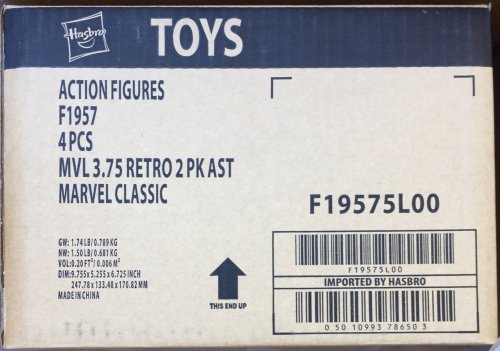 Hasbro
TOYS
ACTION FIGURES
F1957
4 PCS
MVL 3.75 RETRO 2 PK AST
MARVEL CLASSIC
F19575L00
GW: 1.74 LB/ 0.789 KG
NW: 1.50 LB/ 0.681 KG
VOL: 0.20 FT³/ 0.006 M³
DIM: 9.755 x 5.255 x 6.725 INCH
247.78 x 133.48 x 170.82 MM
MADE IN CHINA
THIS END UP
F19575L00
IMPORTED BY HASBRO
0 50 10993 78650 3